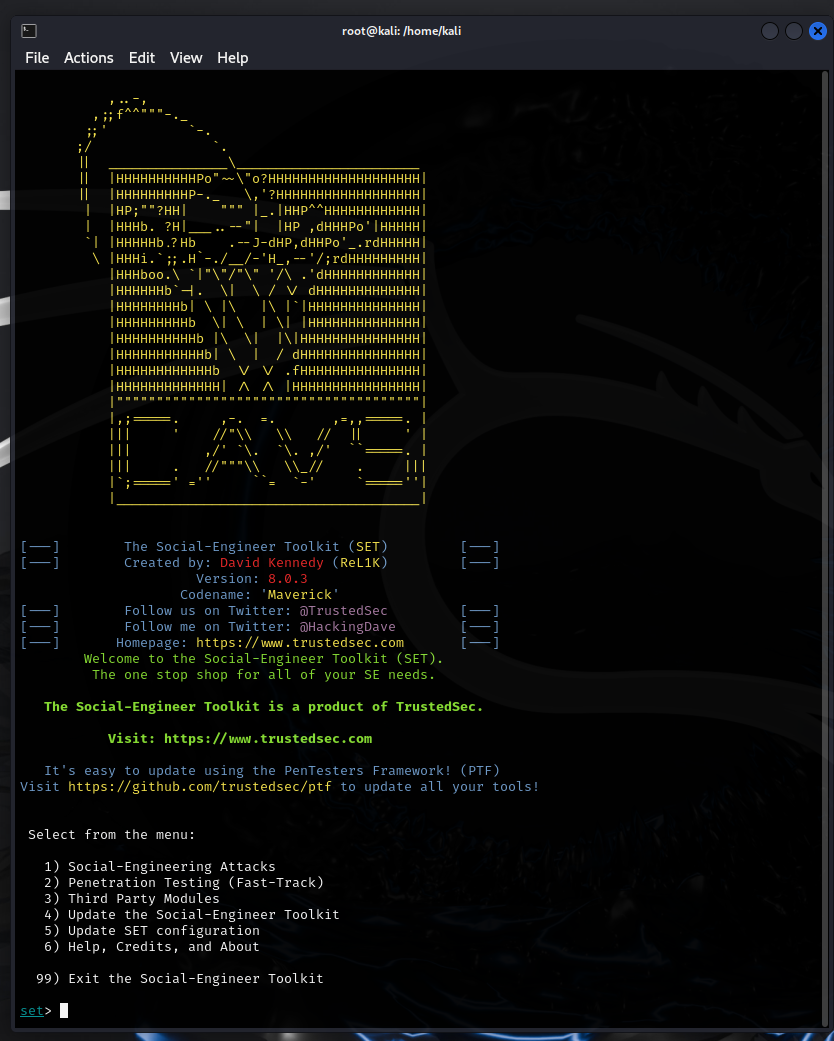 root@kali: /home/kali
File Actions Edit View Help
[---] The Social-Engineer Toolkit (SET) [---]
[---] Created by: David Kennedy (ReL1K) [---]
Version: 8.0.3
Codename: 'Maverick'
[---] Follow us on Twitter: @TrustedSec [---]
[---] Follow me on Twitter: @HackingDave [---]
[---] Homepage: https://www.trustedsec.com [---]
Welcome to the Social-Engineer Toolkit (SET).
The one stop shop for all of your SE needs.
The Social-Engineer Toolkit is a product of TrustedSec.
Visit: https://www.trustedsec.com
It's easy to update using the PenTesters Framework! (PTF)
Visit https://github.com/trustedsec/ptf to update all your tools!
Select from the menu:
1) Social-Engineering Attacks
2) Penetration Testing (Fast-Track)
3) Third Party Modules
4) Update the Social-Engineer Toolkit
5) Update SET configuration
6) Help, Credits, and About
99) Exit the Social-Engineer Toolkit
set>